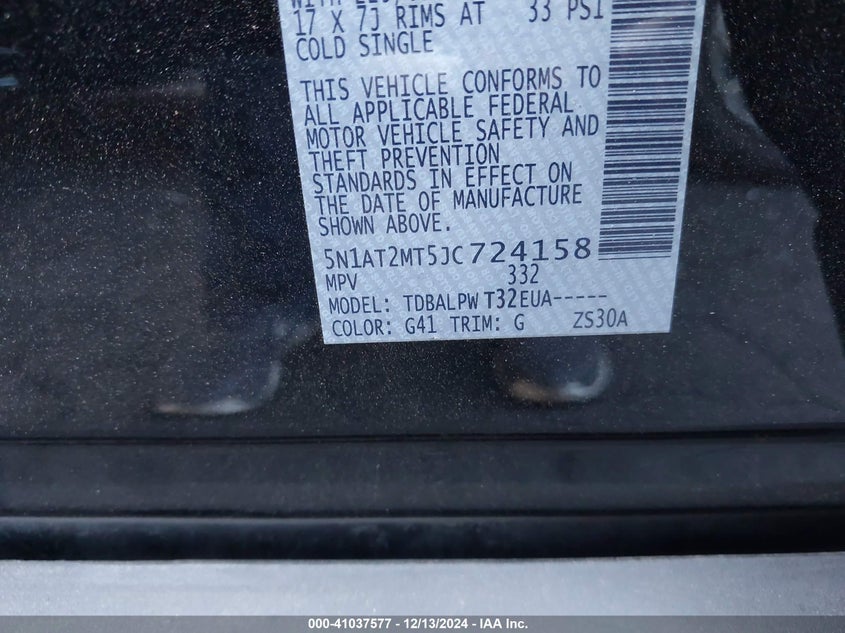 17 X 7J RIMS AT 33 PSI
COLD SINGLE
THIS VEHICLE CONFORMS TO
ALL APPLICABLE FEDERAL
MOTOR VEHICLE SAFETY AND
THEFT PREVENTION
STANDARDS IN EFFECT ON
THE DATE OF MANUFACTURE
SHOWN ABOVE.
5N1AT2MT5JC724158
MPV 332
MODEL: TDBALPWT32EUA-----
COLOR: G41 TRIM: G ZS30A
000-41037577 — 12/13/2024 — IAA Inc.